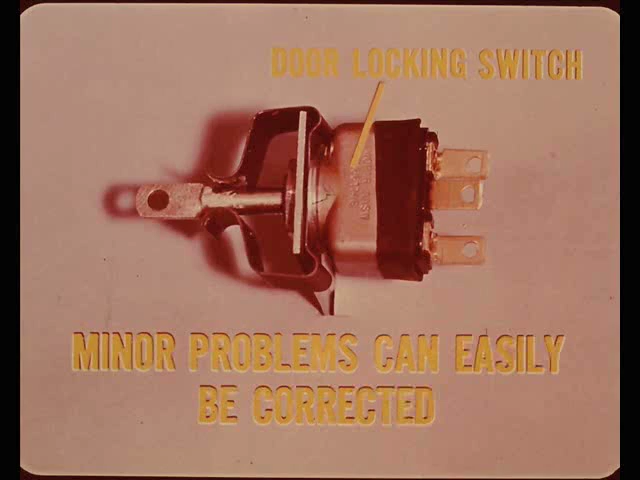 DOOR LOCKING SWITCH
MINOR PROBLEMS CAN EASILY
BE CORRECTED